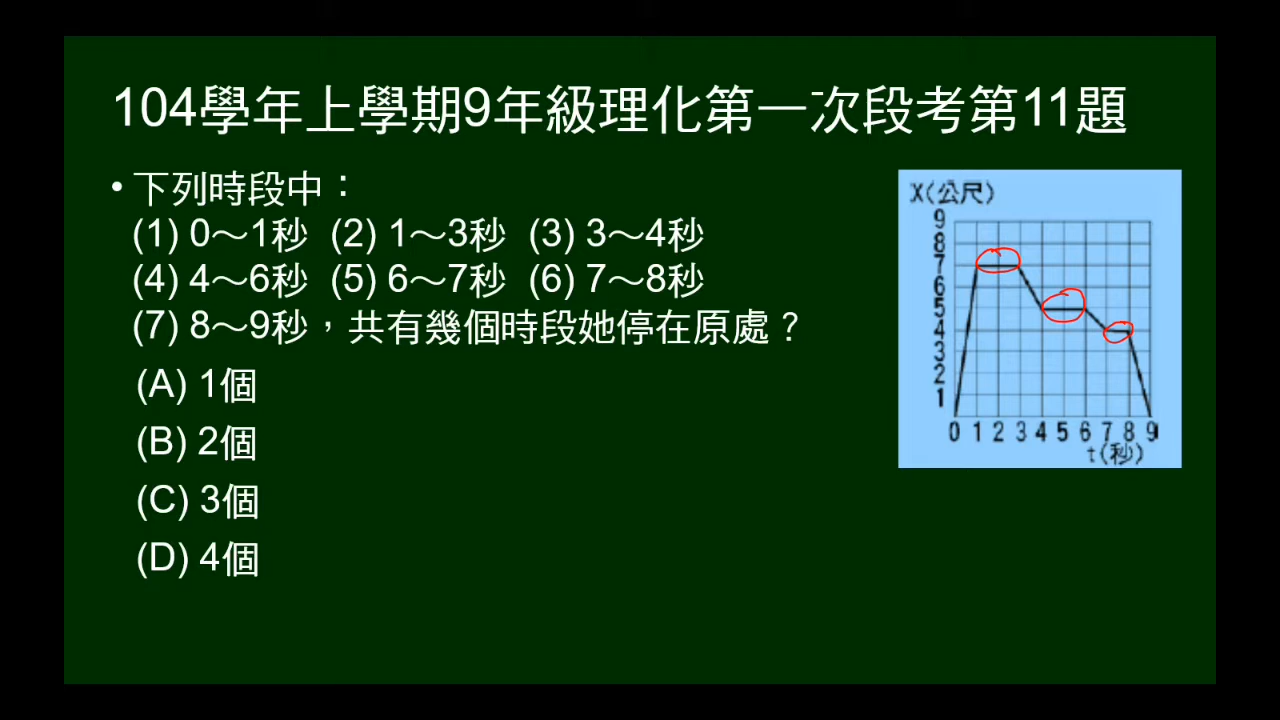 104學年上學期9年級理化第一次段考第11題
• 下列時段中：
(1) 0～1秒 (2) 1～3秒 (3) 3～4秒
(4) 4～6秒 (5) 6～7秒 (6) 7～8秒
(7) 8～9秒，共有幾個時段她停在原處？
(A) 1個
(B) 2個
(C) 3個
(D) 4個
X(公尺)
9
8
7
6
5
4
3
2
1
0 1 2 3 4 5 6 7 8 9
t(秒)